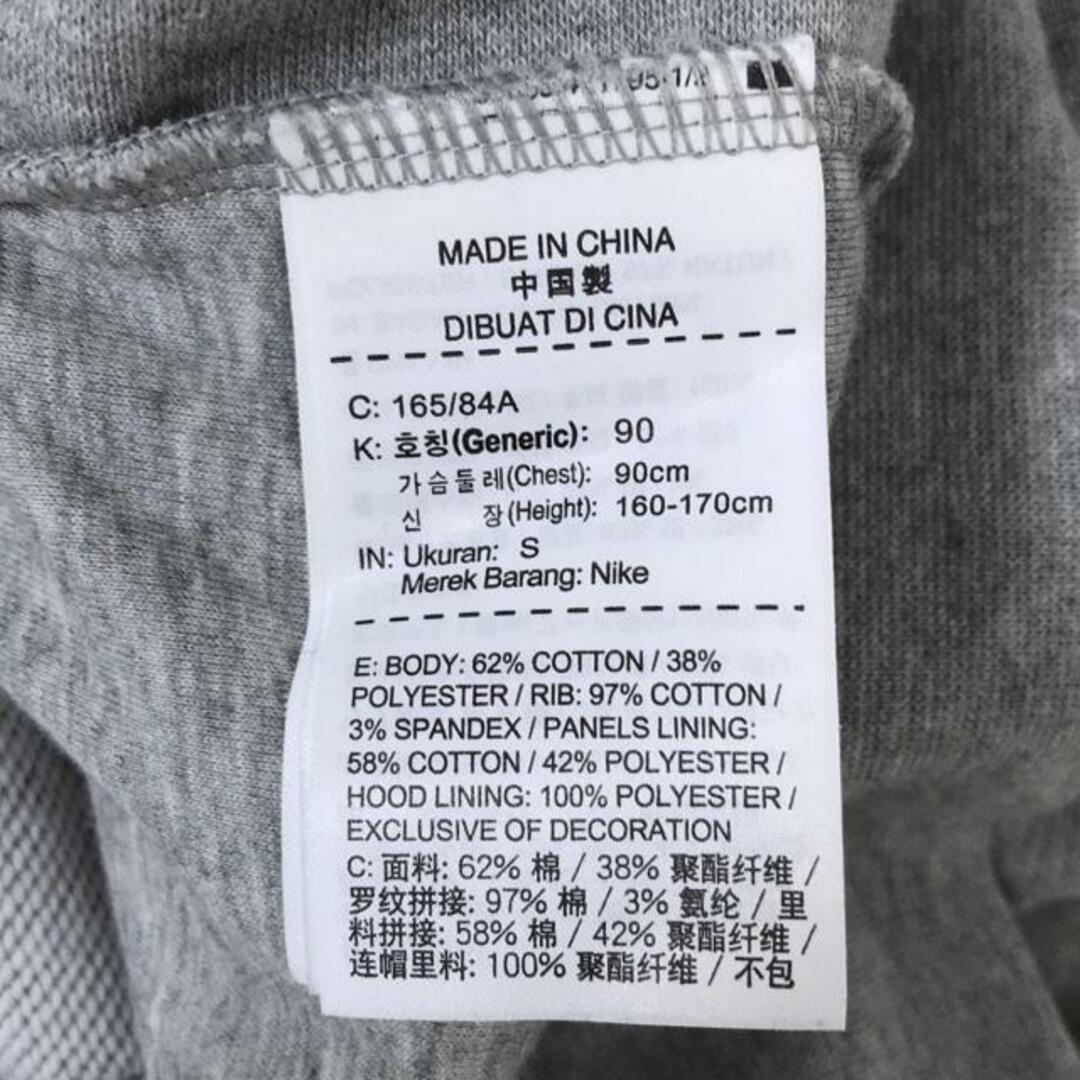 MADE IN CHINA
中国製
DIBUAT DI CINA
C: 165/84A
K: 호칭(Generic): 90
가슴둘레(Chest): 90cm
신 장(Height): 160-170cm
IN: Ukuran: S
Merek Barang: Nike
E: BODY: 62% COTTON / 38%
POLYESTER / RIB: 97% COTTON /
3% SPANDEX / PANELS LINING:
58% COTTON / 42% POLYESTER /
HOOD LINING: 100% POLYESTER /
EXCLUSIVE OF DECORATION
C: 面料: 62% 棉 / 38% 聚酯纤维 /
罗纹拼接: 97% 棉 / 3% 氨纶 / 里
料拼接: 58% 棉 / 42% 聚酯纤维 /
连帽里料: 100% 聚酯纤维 / 不包